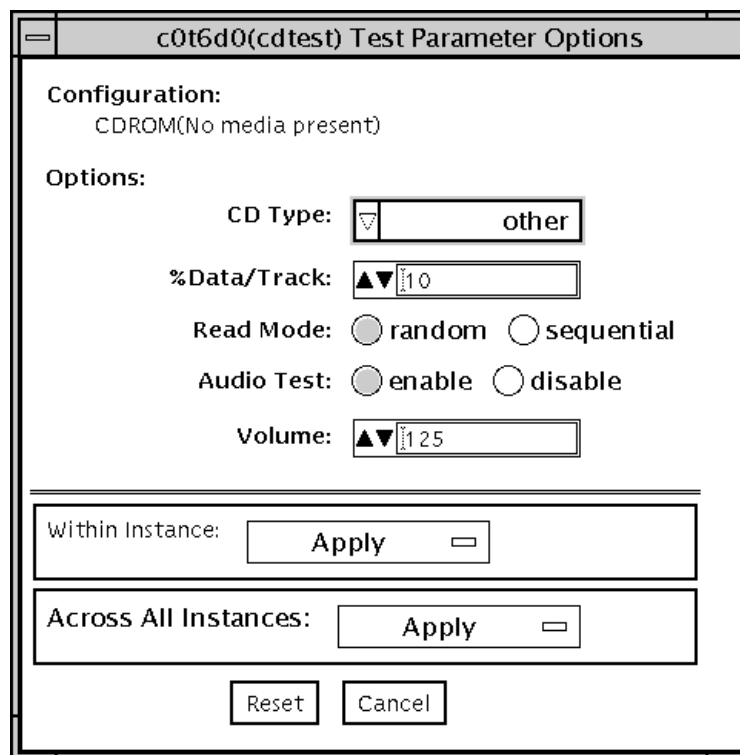 c0t6d0(cdtest) Test Parameter Options
Configuration:
CDROM(No media present)
Options:
CD Type: other
%Data/Track: 10
Read Mode: random sequential
Audio Test: enable disable
Volume: 125
Within Instance: Apply
Across All Instances: Apply
Reset Cancel